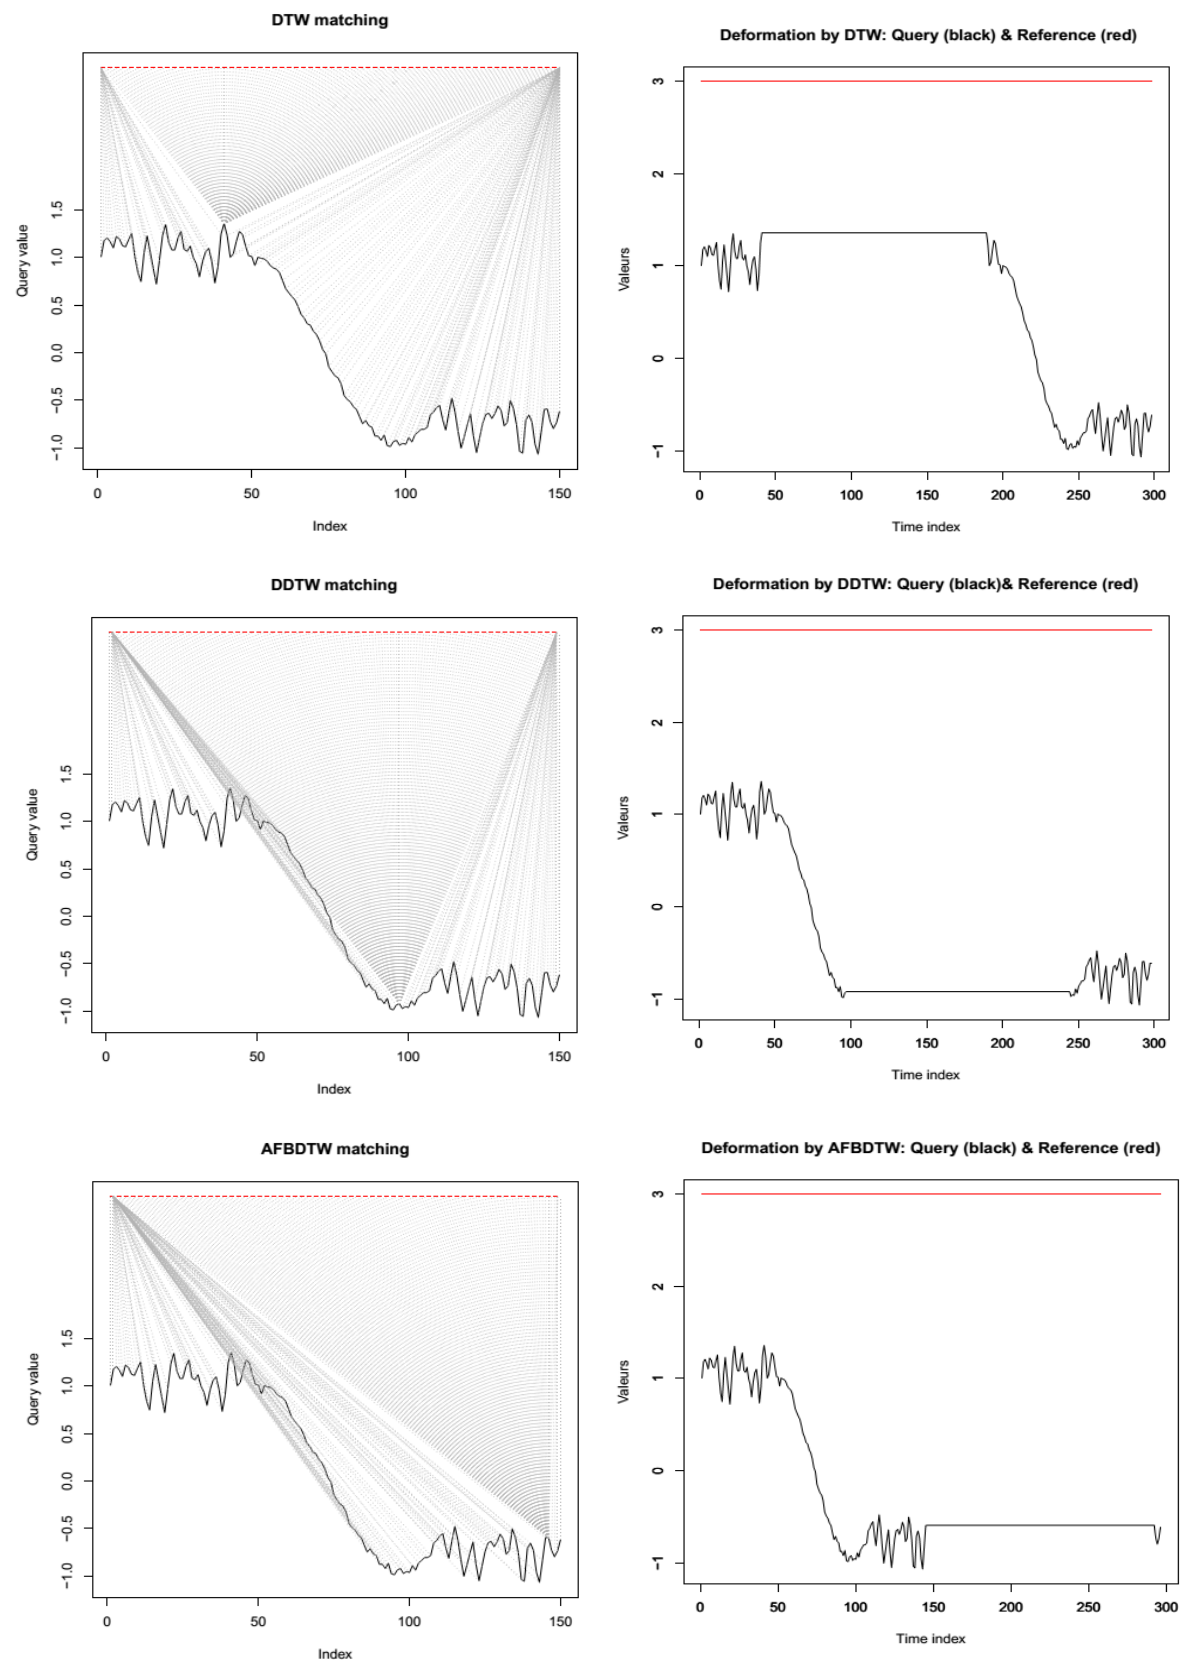 DTW matching
Query value
1.5
1.0
0.5
0.0
−0.5
−1.0
0 50 100 150
Index
Deformation by DTW: Query (black) & Reference (red)
Valeurs
3
2
1
0
−1
0 50 100 150 200 250 300
Time index
DDTW matching
Query value
1.5
1.0
0.5
0.0
−0.5
−1.0
0 50 100 150
Index
Deformation by DDTW: Query (black)& Reference (red)
Valeurs
3
2
1
0
−1
0 50 100 150 200 250 300
Time index
AFBDTW matching
Query value
1.5
1.0
0.5
0.0
−0.5
−1.0
0 50 100 150
Index
Deformation by AFBDTW: Query (black) & Reference (red)
Valeurs
3
2
1
0
−1
0 50 100 150 200 250 300
Time index